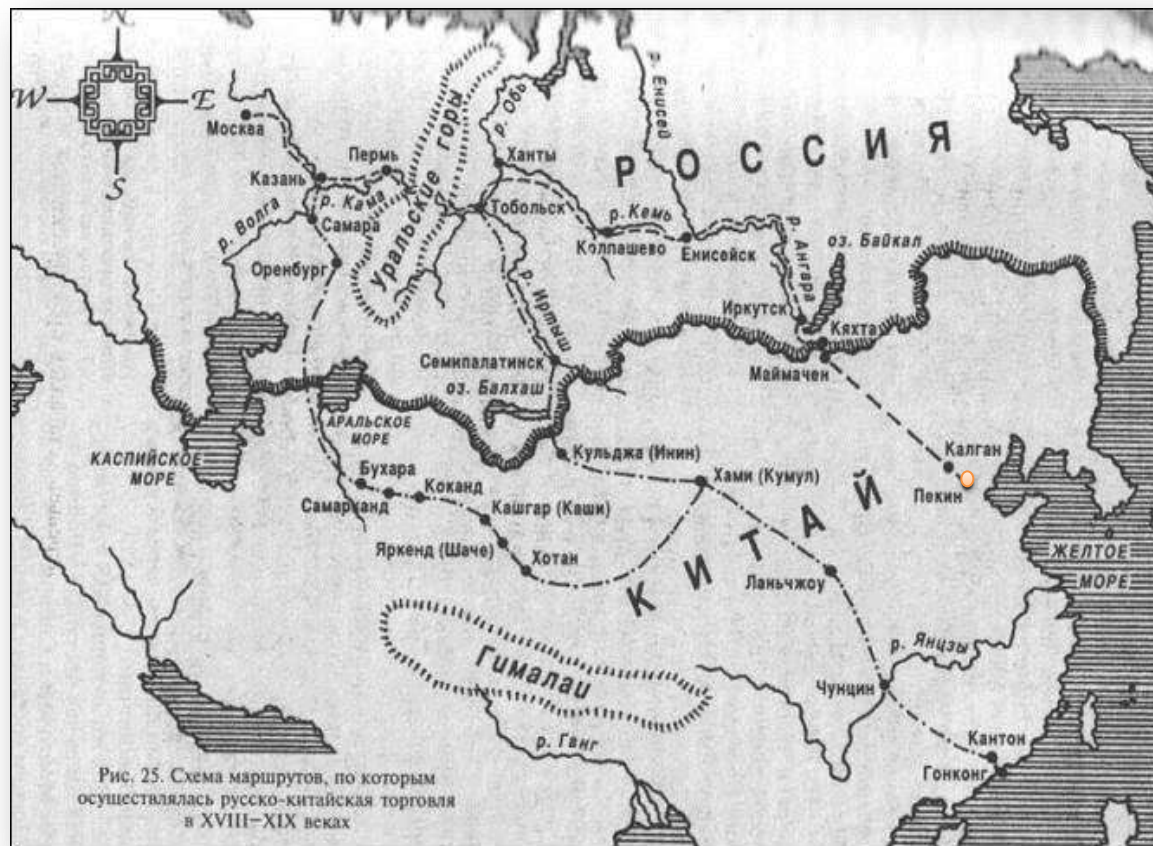 N
W
E
S
Москва
Казань
Пермь
р. Кама
р. Волга
Самара
Оренбург
Уральские горы
р. Обь
Ханты
Тобольск
р. Иртыш
р. Енисей
РОССИЯ
р. Кемь
Колпашево
Енисейск
р. Ангара
оз. Байкал
Иркутск
Кяхта
Маймачен
Семипалатинск
оз. Балхаш
АРАЛЬСКОЕ
МОРЕ
КАСПИЙСКОЕ
МОРЕ
Кульджа (Инин)
Бухара
Самарканд
Коканд
Кашгар (Каши)
Яркенд (Шаче)
Хотан
Хами (Кумул)
КИТАЙ
Калган
Пекин
ЖЕЛТОЕ
МОРЕ
Ланьчжоу
р. Янцзы
Чунцин
Кантон
Гонконг
Гималаи
р. Ганг
Рис. 25. Схема маршрутов, по которым
осуществлялась русско-китайская торговля
в XVIII–XIX веках